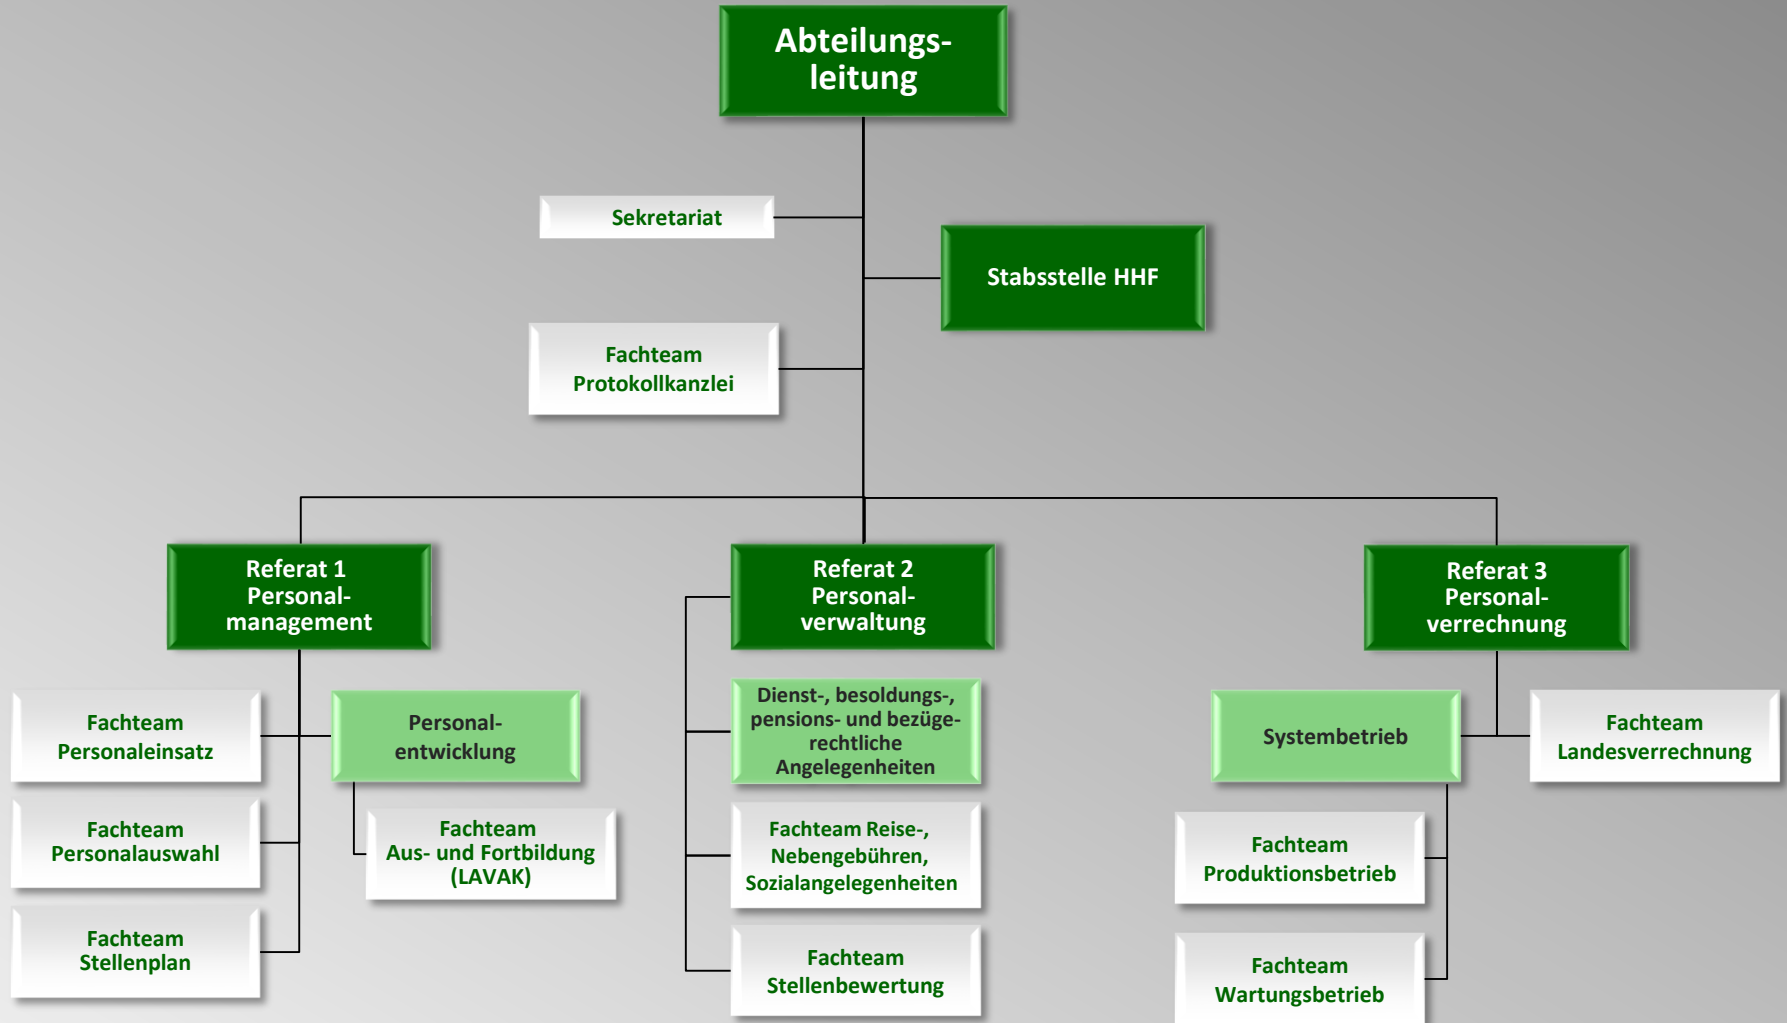 Abteilungs-
leitung
Sekretariat
Stabsstelle HHF
Fachteam
Protokollkanzlei
Referat 1
Personal-
management
Referat 2
Personal-
verwaltung
Referat 3
Personal-
verrechnung
Fachteam
Personaleinsatz
Personal-
entwicklung
Fachteam
Personalauswahl
Fachteam
Aus- und Fortbildung
(LAVAK)
Fachteam
Stellenplan
Dienst-, besoldungs-,
pensions- und bezüge-
rechtliche
Angelegenheiten
Fachteam Reise-,
Nebengebühren,
Sozialangelegenheiten
Fachteam
Stellenbewertung
Systembetrieb
Fachteam
Landesverrechnung
Fachteam
Produktionsbetrieb
Fachteam
Wartungsbetrieb